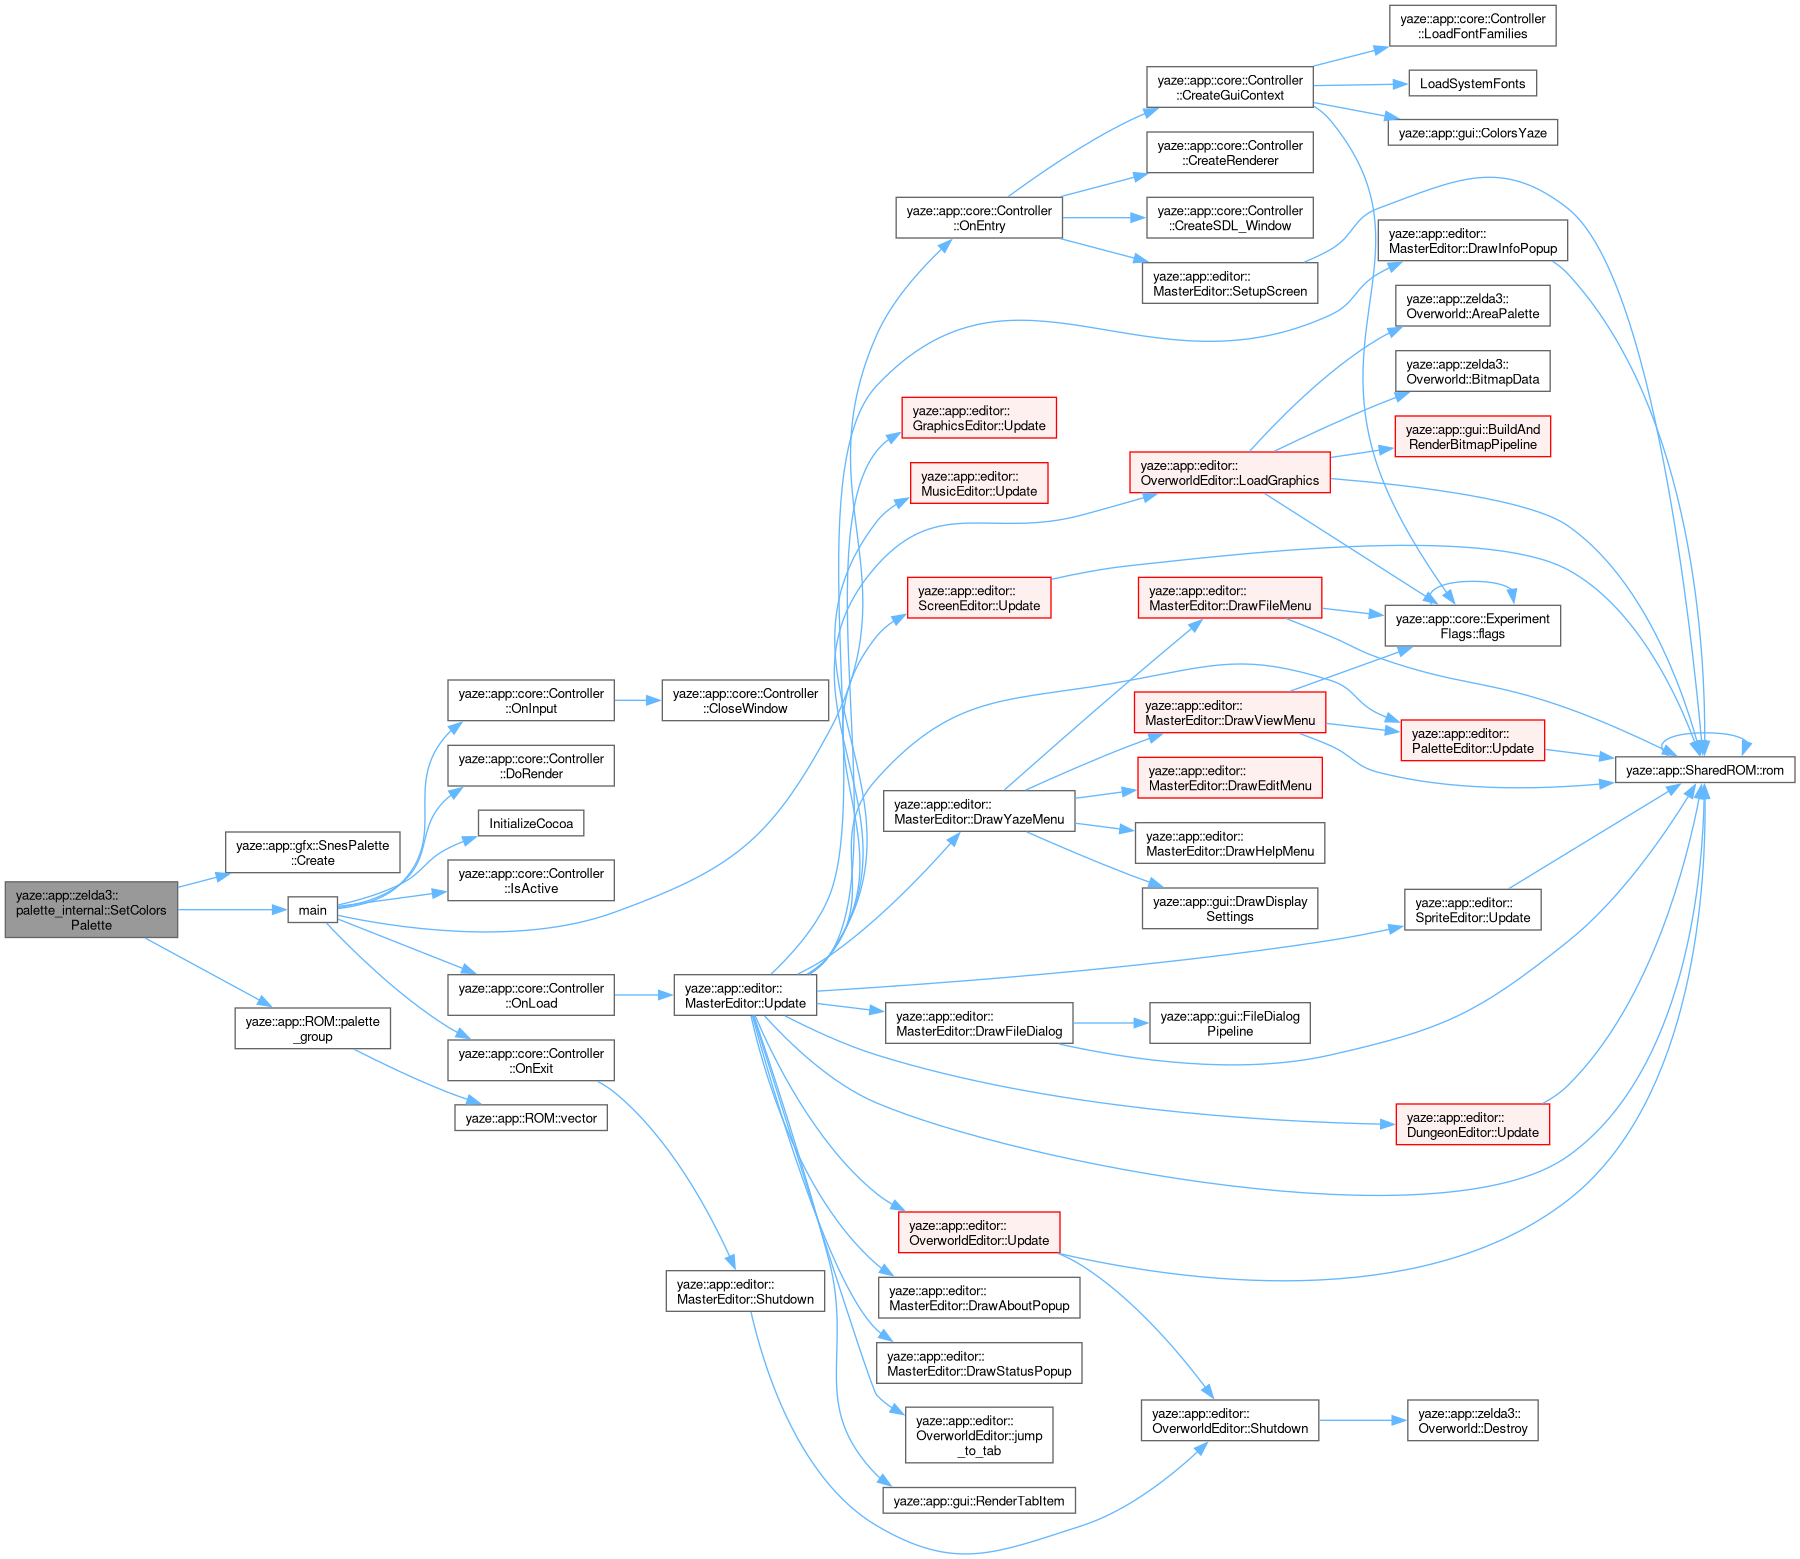 yaze::app::zelda3::
palette_internal::SetColors
Palette
yaze::app::gfx::SnesPalette
::Create
main
yaze::app::ROM::palette
_group
yaze::app::core::Controller
::OnInput
yaze::app::core::Controller
::DoRender
InitializeCocoa
yaze::app::core::Controller
::IsActive
yaze::app::core::Controller
::OnLoad
yaze::app::core::Controller
::OnExit
yaze::app::ROM::vector
yaze::app::core::Controller
::CloseWindow
yaze::app::editor::
MasterEditor::Update
yaze::app::editor::
MasterEditor::Shutdown
yaze::app::core::Controller
::OnEntry
yaze::app::editor::
GraphicsEditor::Update
yaze::app::editor::
MusicEditor::Update
yaze::app::editor::
ScreenEditor::Update
yaze::app::editor::
MasterEditor::DrawYazeMenu
yaze::app::editor::
MasterEditor::DrawFileDialog
yaze::app::editor::
OverworldEditor::Update
yaze::app::editor::
MasterEditor::DrawAboutPopup
yaze::app::editor::
MasterEditor::DrawStatusPopup
yaze::app::editor::
OverworldEditor::jump
_to_tab
yaze::app::gui::RenderTabItem
yaze::app::core::Controller
::CreateGuiContext
yaze::app::core::Controller
::CreateRenderer
yaze::app::core::Controller
::CreateSDL_Window
yaze::app::editor::
MasterEditor::SetupScreen
yaze::app::editor::
OverworldEditor::LoadGraphics
yaze::app::editor::
MasterEditor::DrawFileMenu
yaze::app::editor::
MasterEditor::DrawViewMenu
yaze::app::editor::
MasterEditor::DrawEditMenu
yaze::app::editor::
MasterEditor::DrawHelpMenu
yaze::app::gui::DrawDisplay
Settings
yaze::app::gui::FileDialog
Pipeline
yaze::app::editor::
OverworldEditor::Shutdown
yaze::app::core::Controller
::LoadFontFamilies
LoadSystemFonts
yaze::app::gui::ColorsYaze
yaze::app::editor::
MasterEditor::DrawInfoPopup
yaze::app::zelda3::
Overworld::AreaPalette
yaze::app::zelda3::
Overworld::BitmapData
yaze::app::gui::BuildAnd
RenderBitmapPipeline
yaze::app::core::Experiment
Flags::flags
yaze::app::editor::
PaletteEditor::Update
yaze::app::editor::
SpriteEditor::Update
yaze::app::editor::
DungeonEditor::Update
yaze::app::zelda3::
Overworld::Destroy
yaze::app::SharedROM::rom